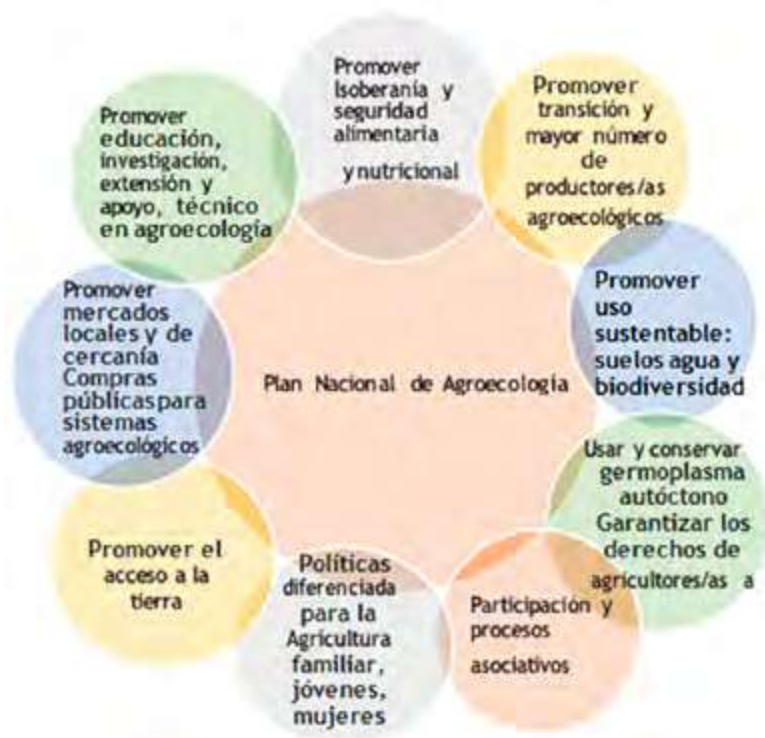 Promover
Isoberanía y
seguridad
alimentaria
y nutricional
Promover
transición y
mayor número
de
productores/as
agroecológicos
Promover
uso
sustentable:
suelos agua y
biodiversidad
Usar y conservar
germoplasma
autóctono
Garantizar los
derechos de
agricultores/as a
Participación y
procesos
asociativos
Políticas
diferenciada
para la
Agricultura
familiar,
jóvenes,
mujeres
Promover el
acceso a la
tierra
Promover
mercados
locales y de
cercanía
Compras
públicas para
sistemas
agroecológicos
Promover
educación,
investigación,
extensión y
apoyo, técnico
en agroecología
Plan Nacional de Agroecología